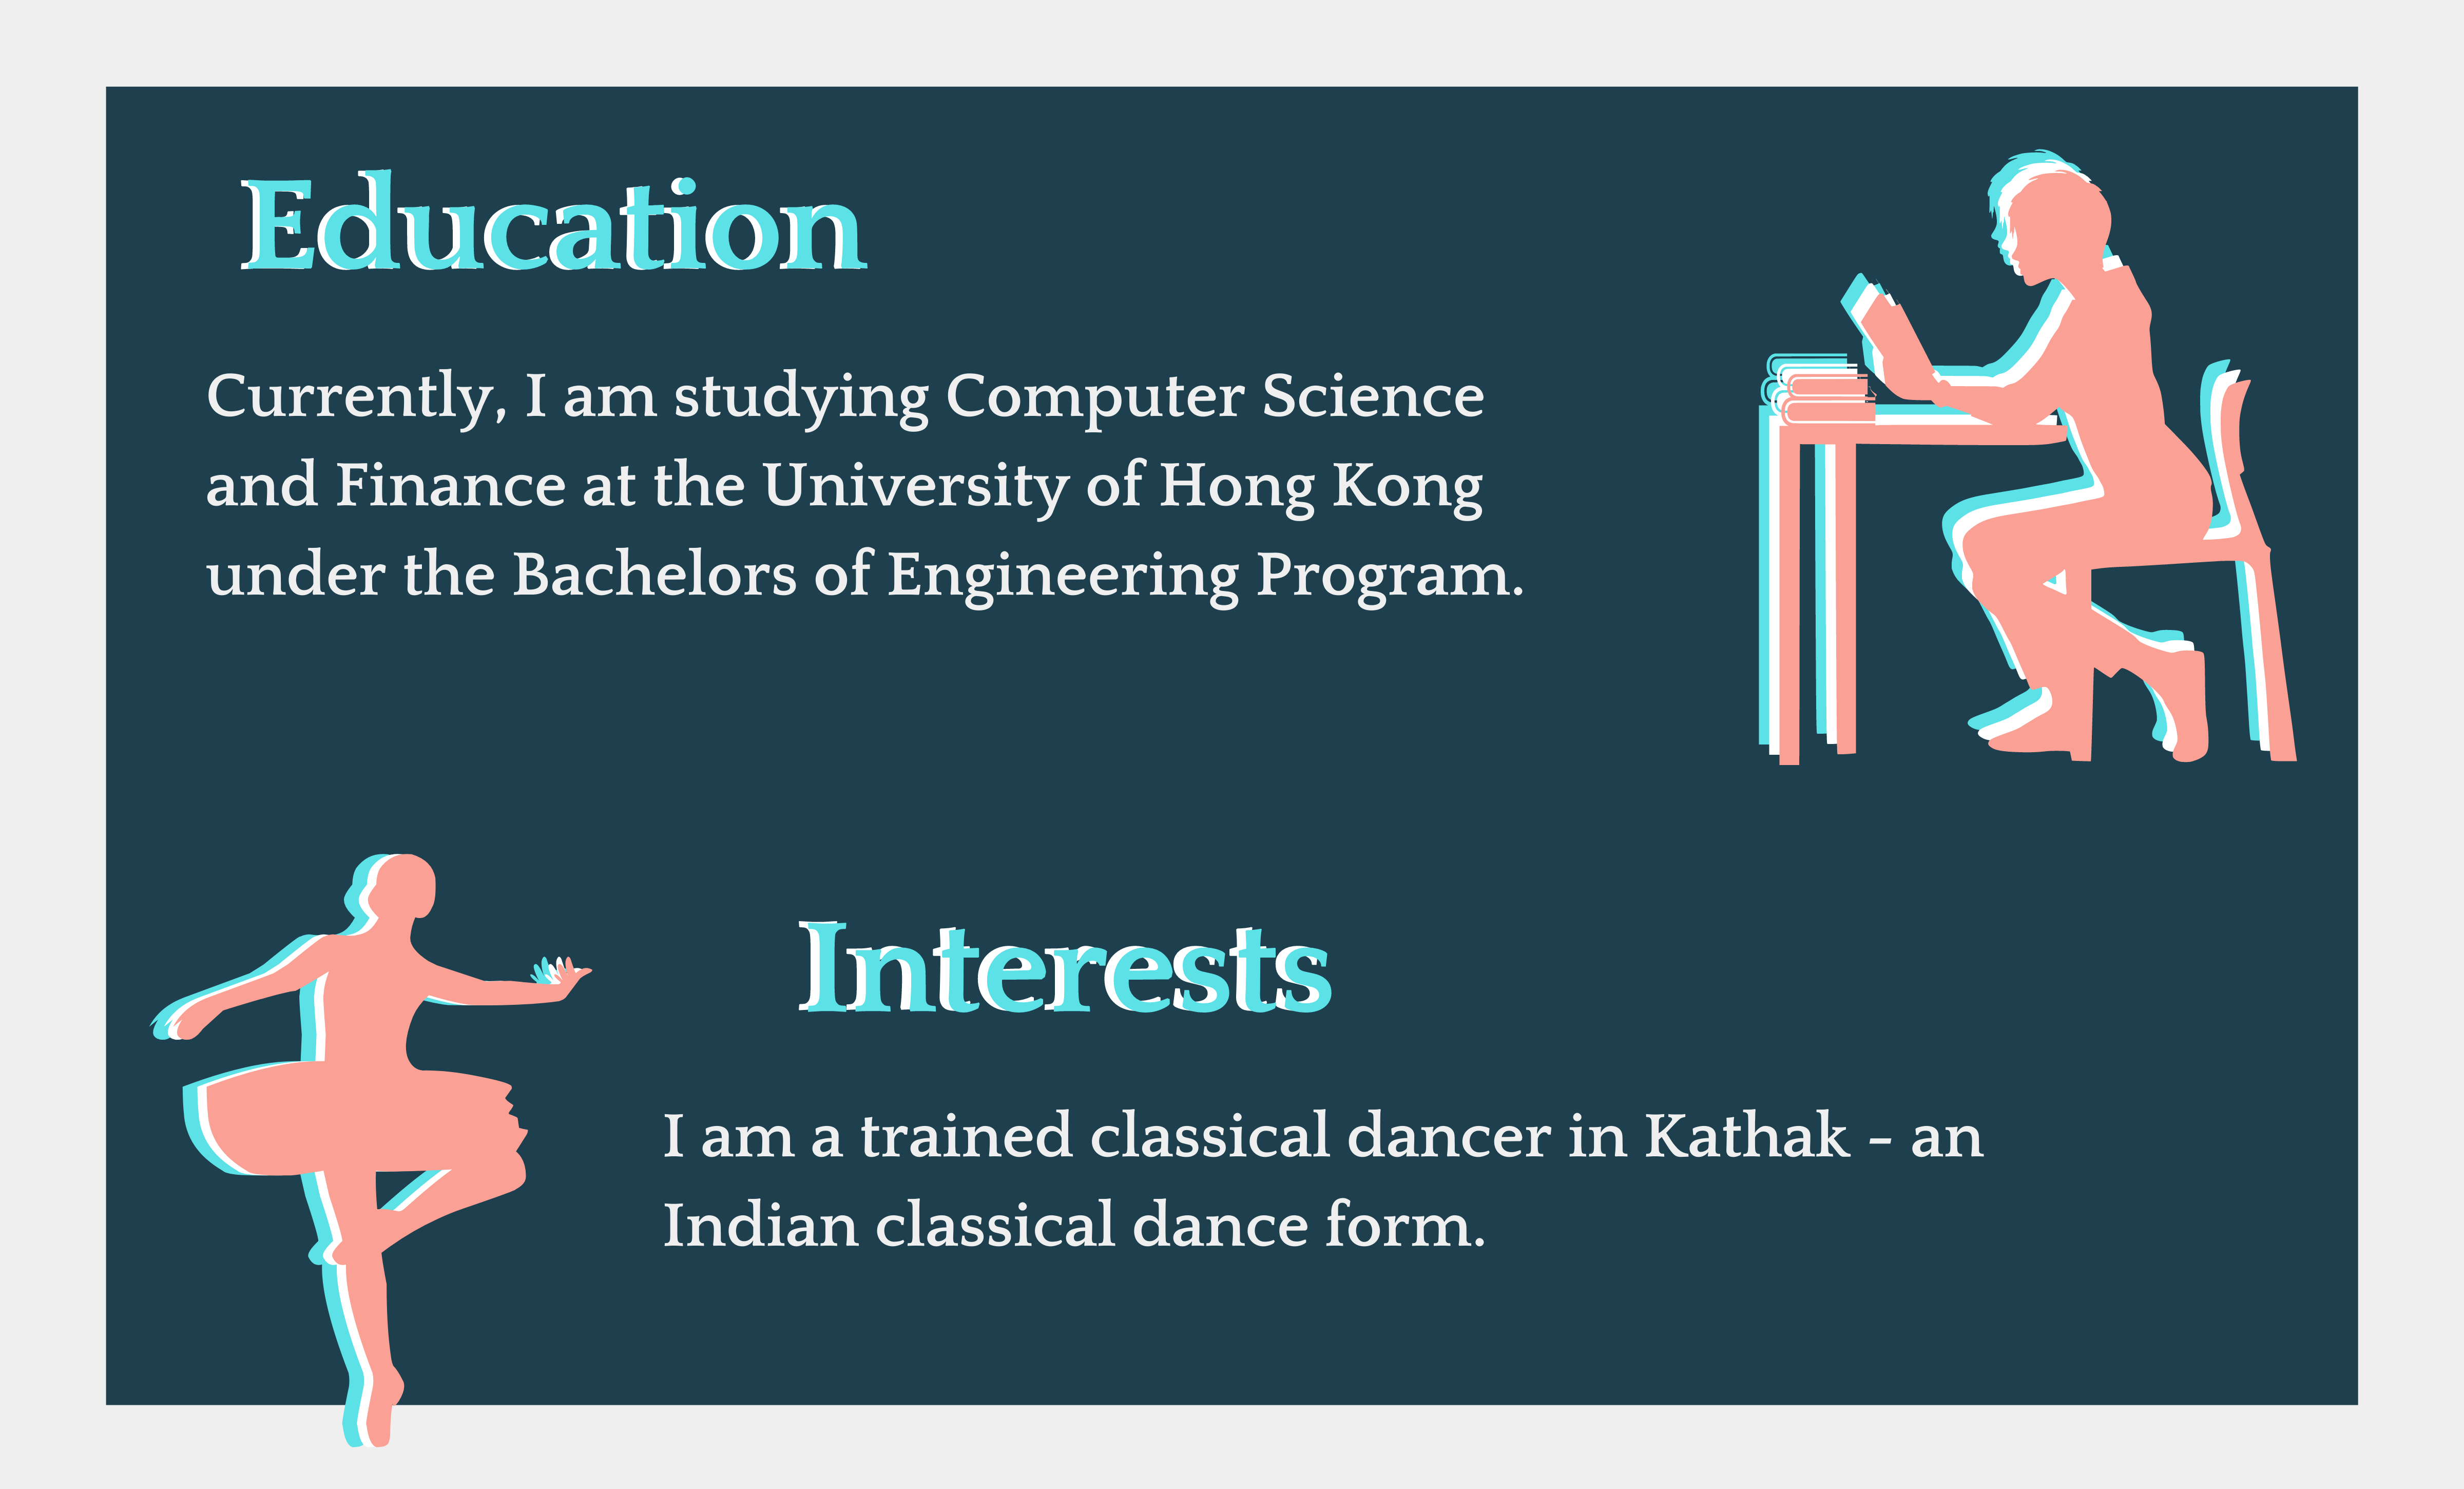 Education
Currently, I am studying Computer Science
and Finance at the University of Hong Kong
under the Bachelors of Engineering Program.
Interests
I am a trained classical dancer in Kathak – an
Indian classical dance form.